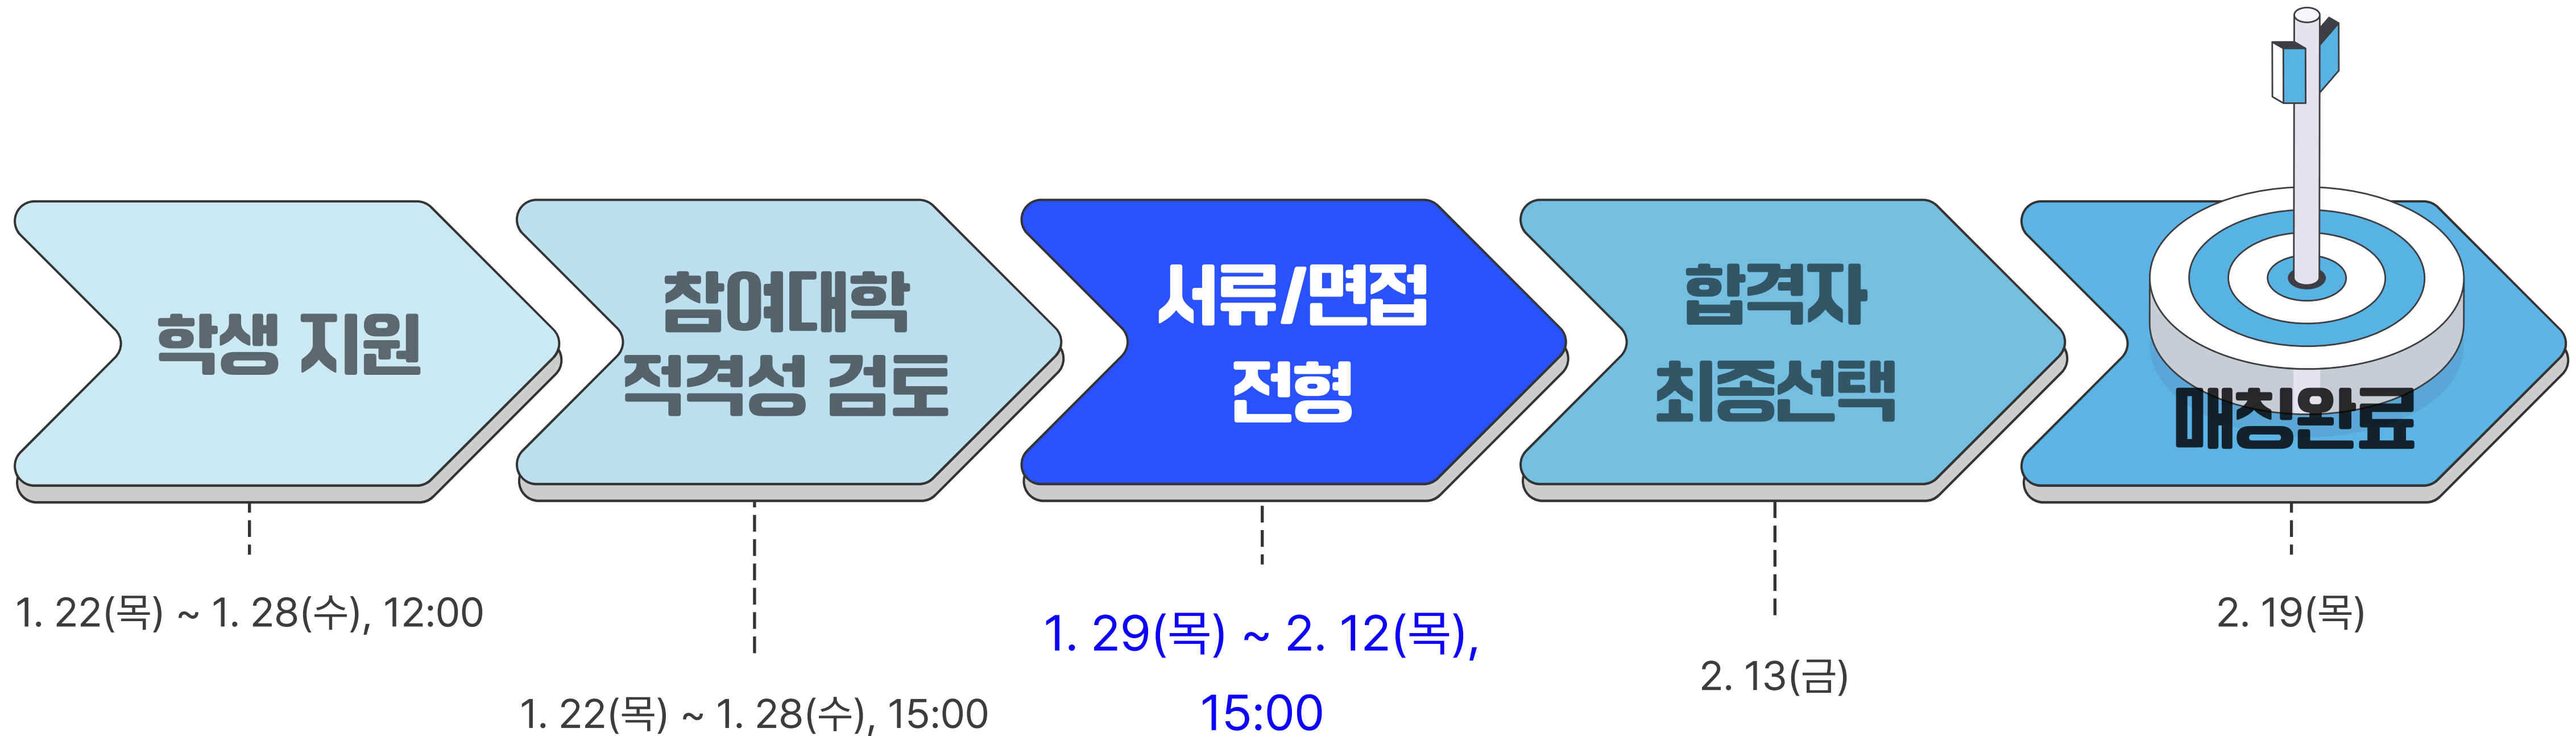 학생 지원
참여대학
적격성 검토
서류/면접
전형
합격자
최종선택
매칭완료
1. 22(목) ~ 1. 28(수), 12:00
1. 22(목) ~ 1. 28(수), 15:00
1. 29(목) ~ 2. 12(목),
15:00
2. 13(금)
2. 19(목)